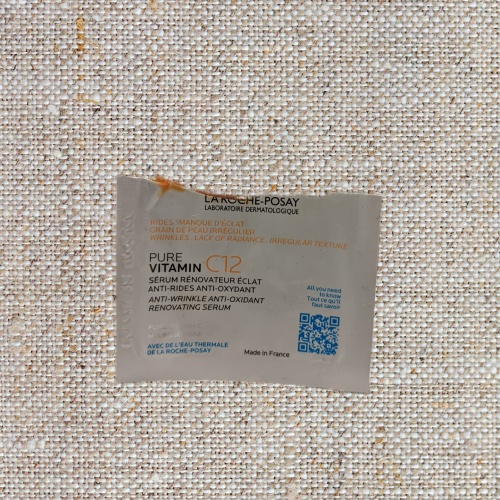 LA ROCHE-POSAY
LABORATOIRE DERMATOLOGIQUE
RIDES . MANQUE D'ÉCLAT
GRAIN DE PEAU IRRÉGULIER
WRINKLES . LACK OF RADIANCE . IRREGULAR TEXTURE
PURE
VITAMIN C12
SÉRUM RÉNOVATEUR ÉCLAT
ANTI-RIDES ANTI-OXYDANT
ANTI-WRINKLE ANTI-OXIDANT
RENOVATING SERUM
All you need
to know
Tout ce qu'il
faut savoir
AVEC DE L'EAU THERMALE
DE LA ROCHE-POSAY
Made in France